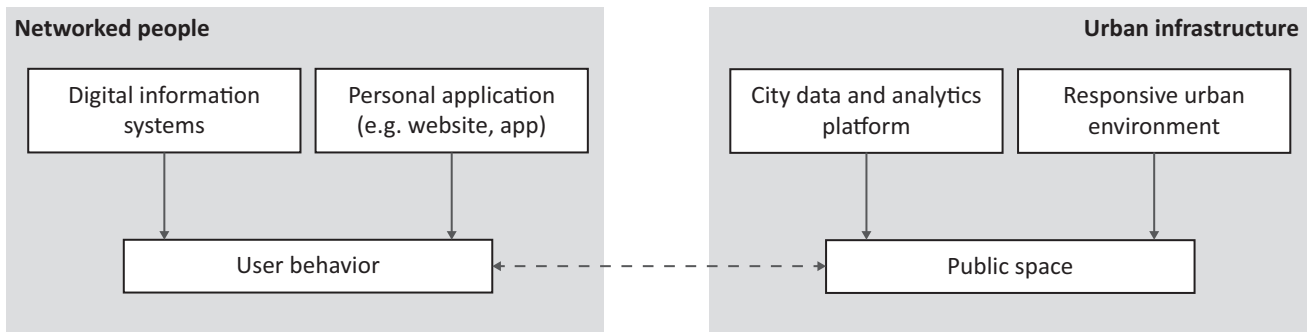 Networked people
Digital information
systems
Personal application
(e.g. website, app)
User behavior
Urban infrastructure
City data and analytics
platform
Responsive urban
environment
Public space